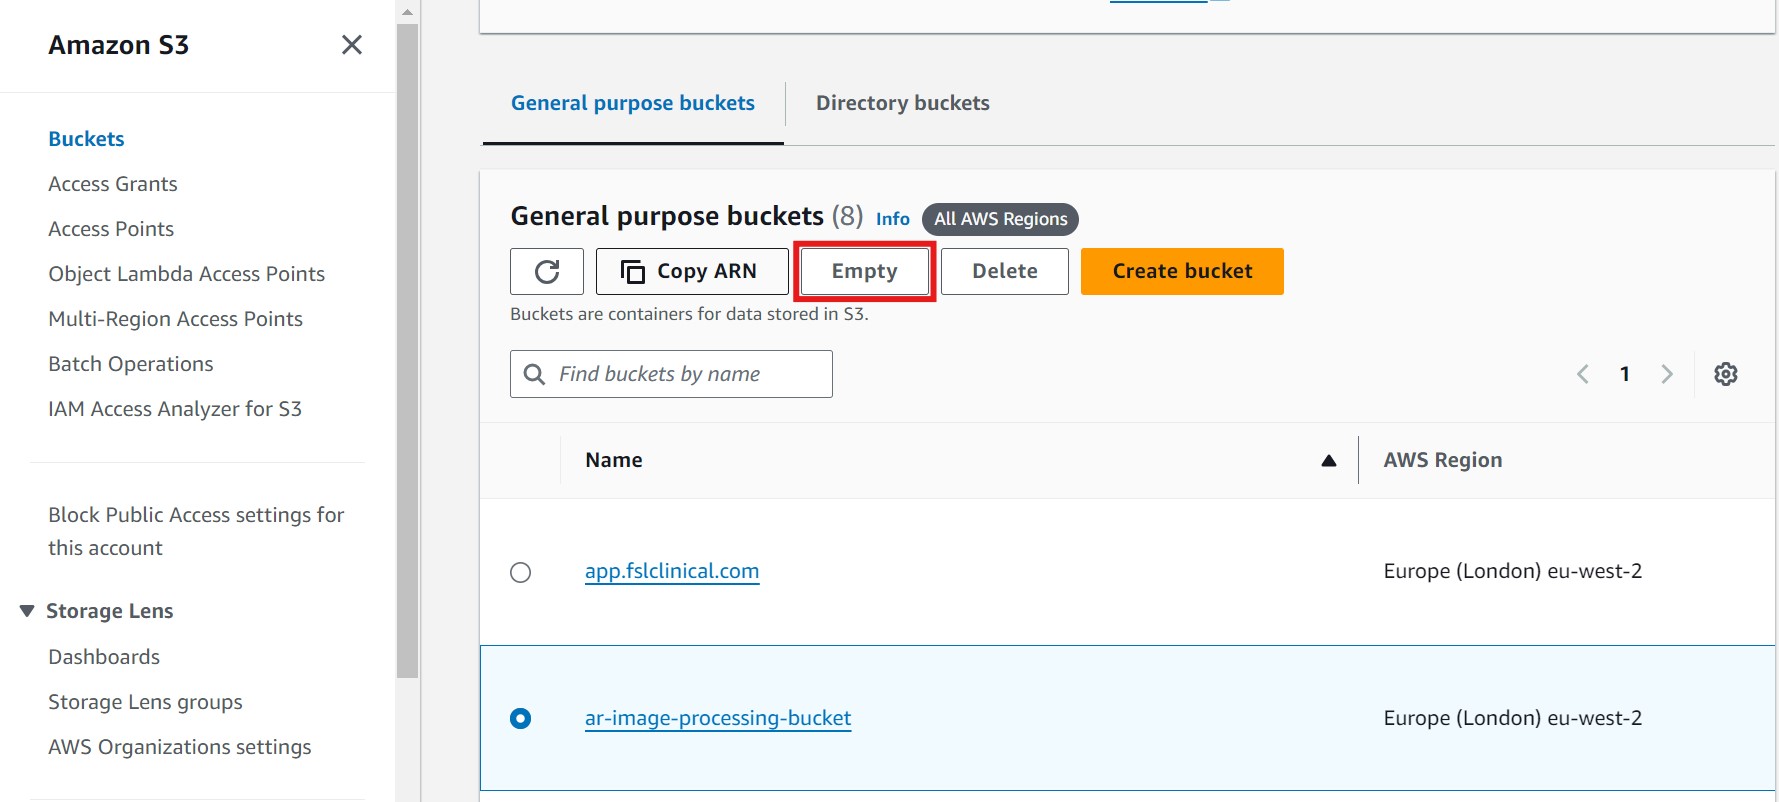 Amazon S3
Buckets
Access Grants
Access Points
Object Lambda Access Points
Multi-Region Access Points
Batch Operations
IAM Access Analyzer for S3
Block Public Access settings for
this account
Storage Lens
Dashboards
Storage Lens groups
AWS Organizations settings
General purpose buckets
Directory buckets
General purpose buckets (8) Info All AWS Regions
Copy ARN Empty Delete Create bucket
Buckets are containers for data stored in S3.
Find buckets by name
1
Name AWS Region
app.fslclinical.com Europe (London) eu-west-2
ar-image-processing-bucket Europe (London) eu-west-2